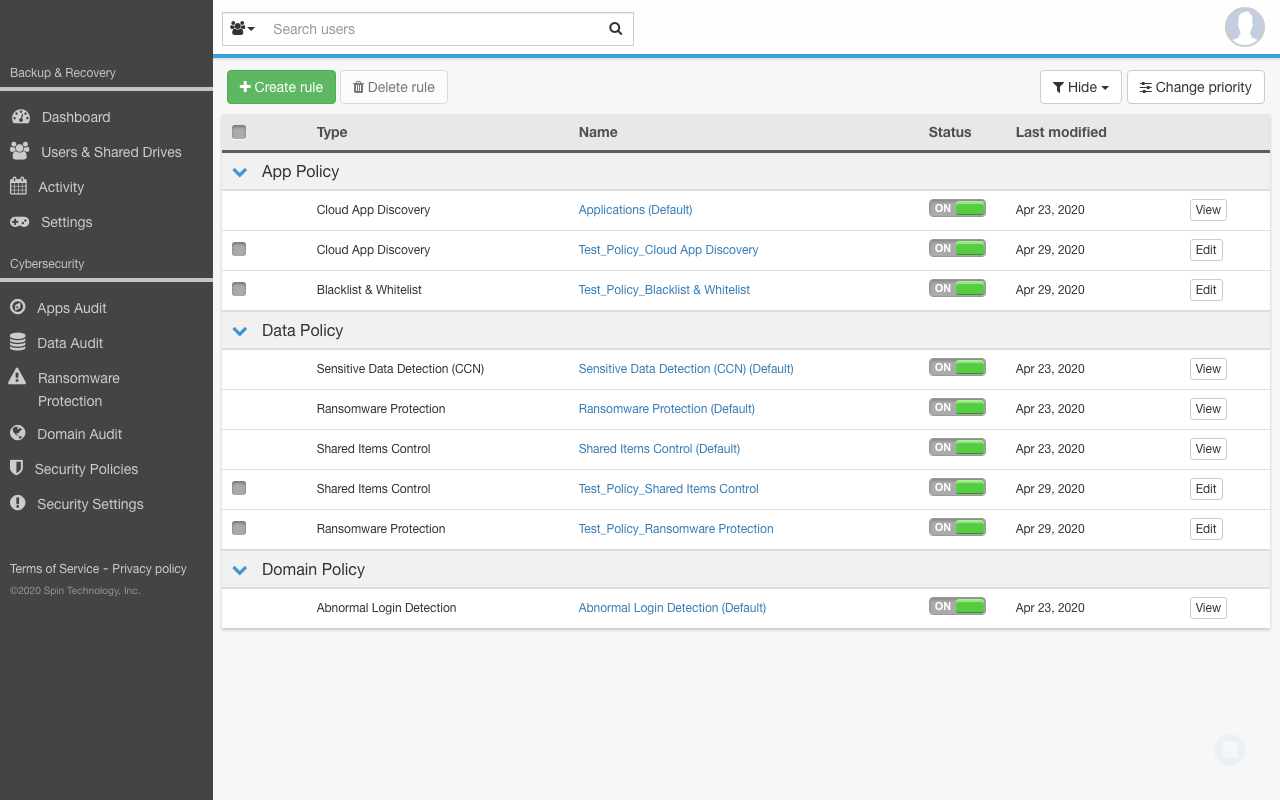 Search users
Backup & Recovery
Dashboard
Users & Shared Drives
Activity
Settings
Cybersecurity
Apps Audit
Data Audit
Ransomware
Protection
Domain Audit
Security Policies
Security Settings
Terms of Service - Privacy policy
©2020 Spin Technology, Inc.
Create rule Delete rule Hide Change priority
Type Name Status Last modified
App Policy
Cloud App Discovery Applications (Default) ON Apr 23, 2020 View
Cloud App Discovery Test_Policy_Cloud App Discovery ON Apr 29, 2020 Edit
Blacklist & Whitelist Test_Policy_Blacklist & Whitelist ON Apr 29, 2020 Edit
Data Policy
Sensitive Data Detection (CCN) Sensitive Data Detection (CCN) (Default) ON Apr 23, 2020 View
Ransomware Protection Ransomware Protection (Default) ON Apr 23, 2020 View
Shared Items Control Shared Items Control (Default) ON Apr 23, 2020 View
Shared Items Control Test_Policy_Shared Items Control ON Apr 29, 2020 Edit
Ransomware Protection Test_Policy_Ransomware Protection ON Apr 29, 2020 Edit
Domain Policy
Abnormal Login Detection Abnormal Login Detection (Default) ON Apr 23, 2020 View